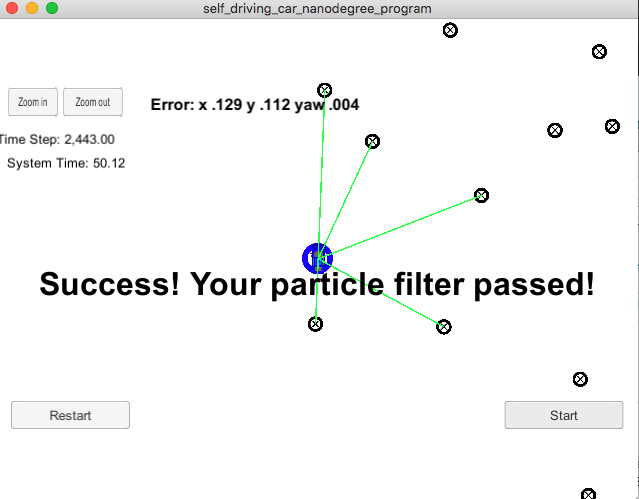 self_driving_car_nanodegree_program
Zoom in
Zoom out
Error: x .129 y .112 yaw .004
Time Step: 2,443.00
System Time: 50.12
Success! Your particle filter passed!
Restart
Start